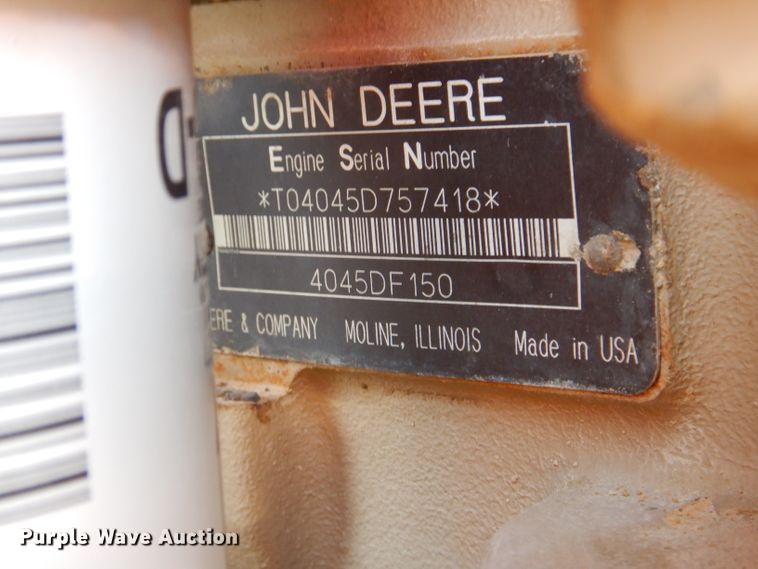 JOHN DEERE
Engine Serial Number
*T04045D757418*
4045DF150
ERE & COMPANY MOLINE, ILLINOIS Made in USA
Purple Wave Auction